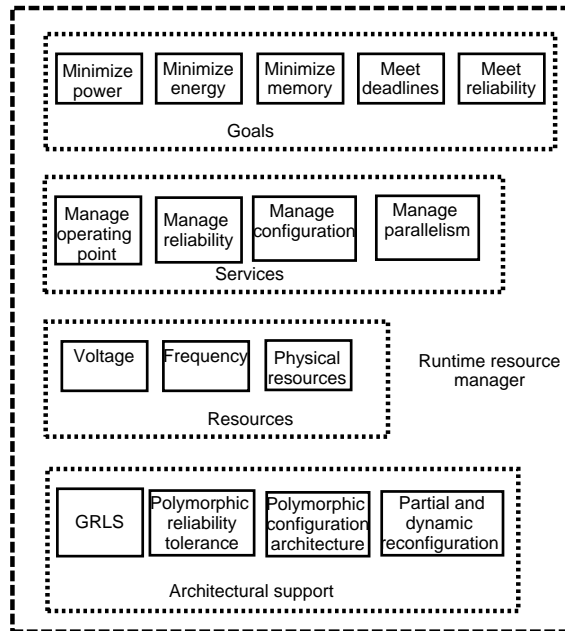 Minimize
power
Minimize
energy
Minimize
memory
Meet
deadlines
Meet
reliability
Goals
Manage
operating
point
Manage
reliability
Manage
configuration
Manage
parallelism
Services
Voltage
Frequency
Physical
resources
Resources
Runtime resource
manager
GRLS
Polymorphic
reliability
tolerance
Polymorphic
configuration
architecture
Partial and
dynamic
reconfiguration
Architectural support